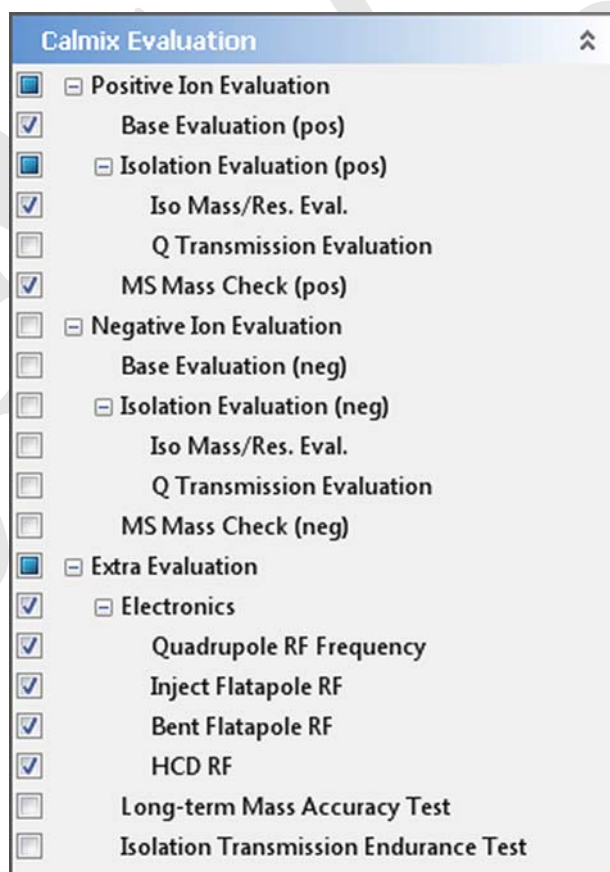 Calmix Evaluation
Positive Ion Evaluation
Base Evaluation (pos)
Isolation Evaluation (pos)
Iso Mass/Res. Eval.
Q Transmission Evaluation
MS Mass Check (pos)
Negative Ion Evaluation
Base Evaluation (neg)
Isolation Evaluation (neg)
Iso Mass/Res. Eval.
Q Transmission Evaluation
MS Mass Check (neg)
Extra Evaluation
Electronics
Quadrupole RF Frequency
Inject Flatapole RF
Bent Flatapole RF
HCD RF
Long-term Mass Accuracy Test
Isolation Transmission Endurance Test